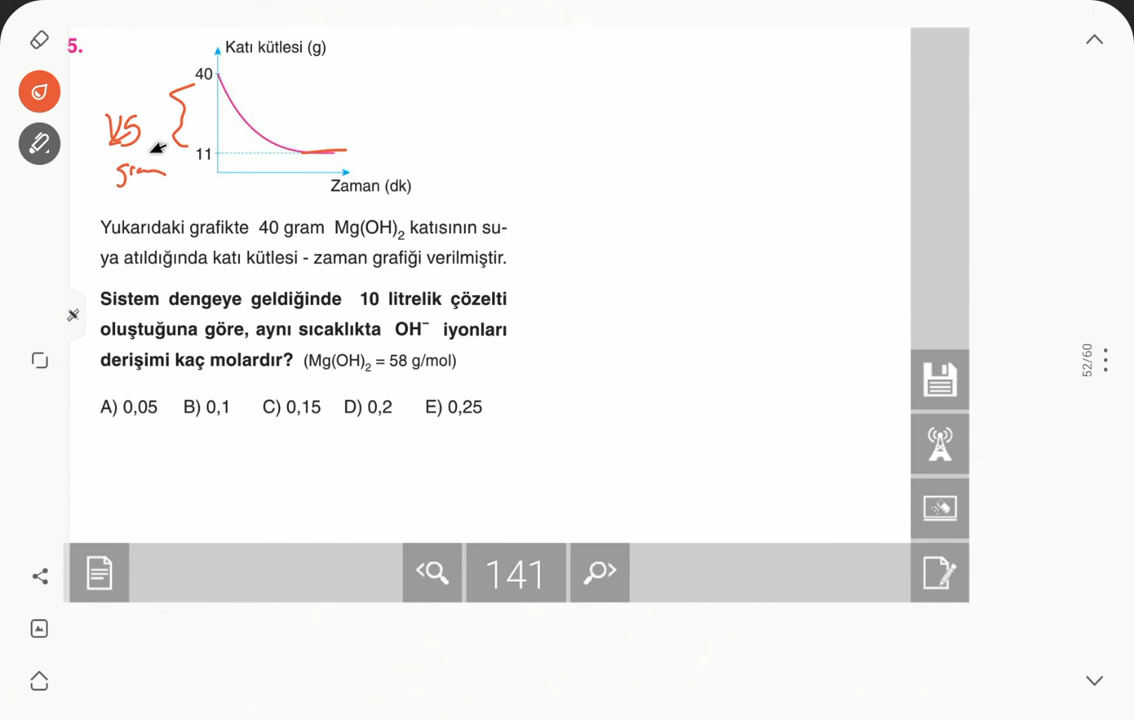 5.
Katı kütlesi (g)
40
11
gram
Zaman (dk)
Yukarıdaki grafikte 40 gram Mg(OH)₂ katısının su-
ya atıldığında katı kütlesi - zaman grafiği verilmiştir.
Sistem dengeye geldiğinde 10 litrelik çözelti
oluştuğuna göre, aynı sıcaklıkta OH⁻ iyonları
derişimi kaç molardır? (Mg(OH)₂ = 58 g/mol)
A) 0,05 B) 0,1 C) 0,15 D) 0,2 E) 0,25
141
52/60